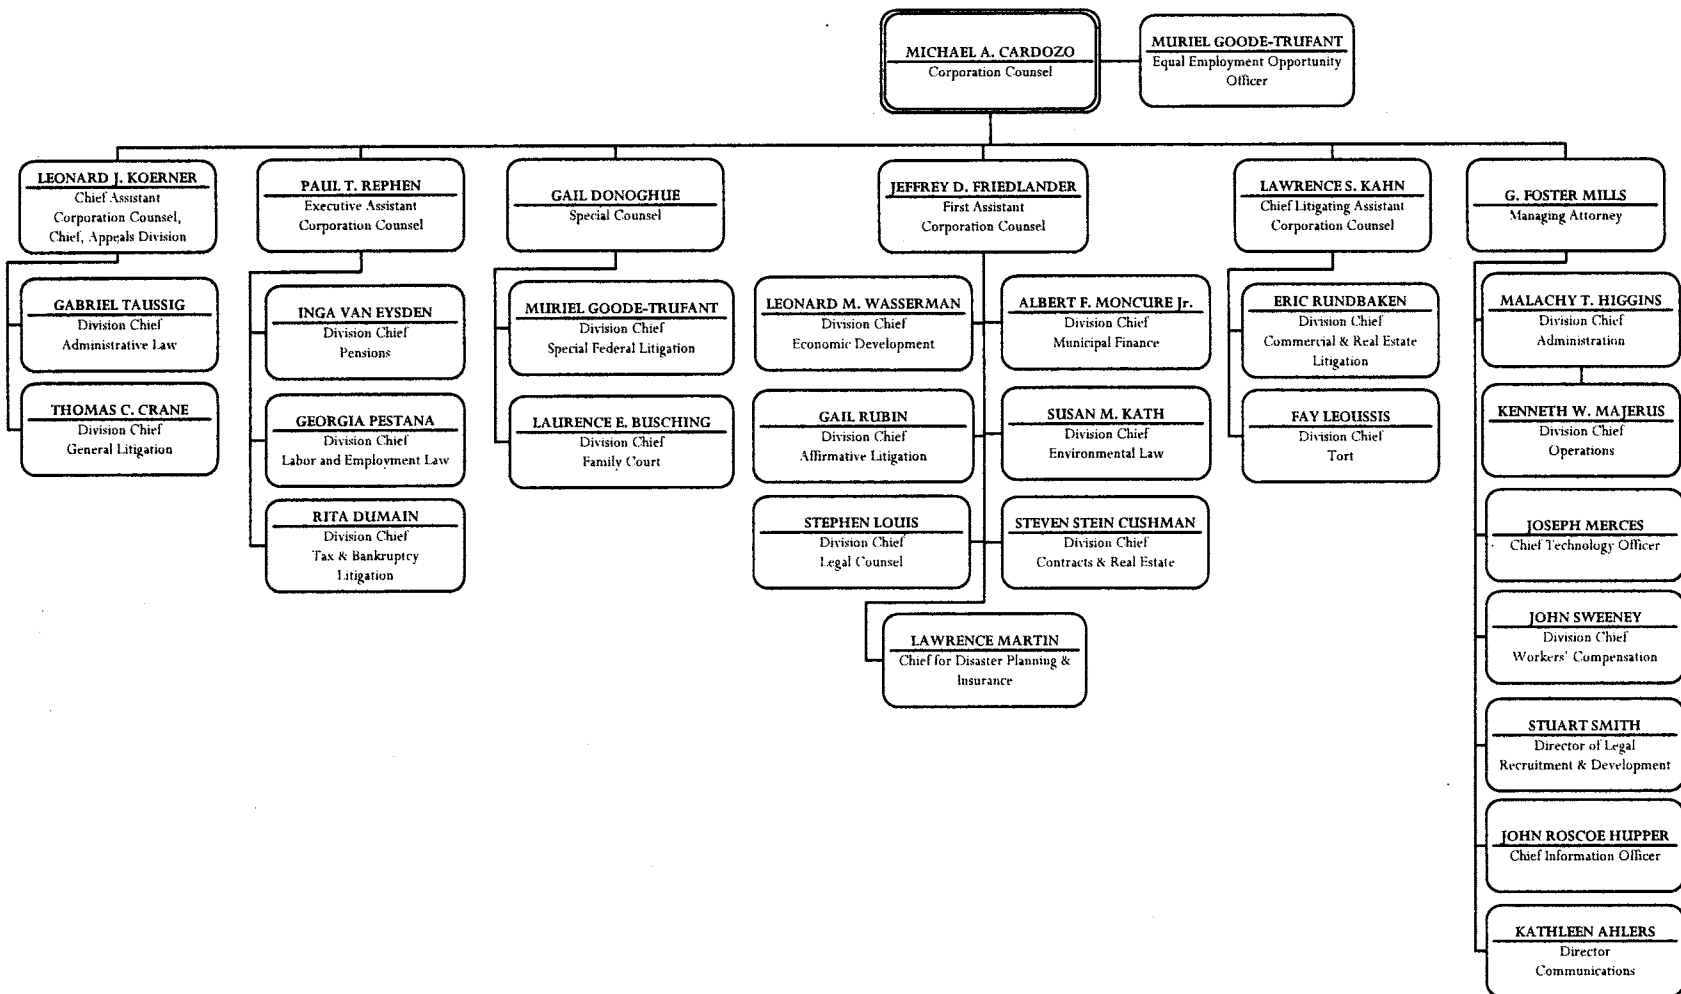 MICHAEL A. CARDOZO
Corporation Counsel
MURIEL GOODE-TRUFANT
Equal Employment Opportunity
Officer
LEONARD J. KOERNER
Chief Assistant
Corporation Counsel,
Chief, Appeals Division
GABRIEL TAUSSIG
Division Chief
Administrative Law
THOMAS C. CRANE
Division Chief
General Litigation
PAUL T. REPHEN
Executive Assistant
Corporation Counsel
INGA VAN EYSDEN
Division Chief
Pensions
GEORGIA PESTANA
Division Chief
Labor and Employment Law
RITA DUMAIN
Division Chief
Tax & Bankruptcy
Litigation
GAIL DONOGHUE
Special Counsel
MURIEL GOODE-TRUFANT
Division Chief
Special Federal Litigation
LAURENCE E. BUSCHING
Division Chief
Family Court
JEFFREY D. FRIEDLANDER
First Assistant
Corporation Counsel
LEONARD M. WASSERMAN
Division Chief
Economic Development
ALBERT F. MONCURE Jr.
Division Chief
Municipal Finance
GAIL RUBIN
Division Chief
Affirmative Litigation
SUSAN M. KATH
Division Chief
Environmental Law
STEPHEN LOUIS
Division Chief
Legal Counsel
STEVEN STEIN CUSHMAN
Division Chief
Contracts & Real Estate
LAWRENCE MARTIN
Chief for Disaster Planning &
Insurance
LAWRENCE S. KAHN
Chief Litigating Assistant
Corporation Counsel
ERIC RUNDBAKEN
Division Chief
Commercial & Real Estate
Litigation
FAY LEOUSSIS
Division Chief
Tort
G. FOSTER MILLS
Managing Attorney
MALACHY T. HIGGINS
Division Chief
Administration
KENNETH W. MAJERUS
Division Chief
Operations
JOSEPH MERCES
Chief Technology Officer
JOHN SWEENEY
Division Chief
Workers' Compensation
STUART SMITH
Director of Legal
Recruitment & Development
JOHN ROSCOE HUPPER
Chief Information Officer
KATHLEEN AHLERS
Director
Communications